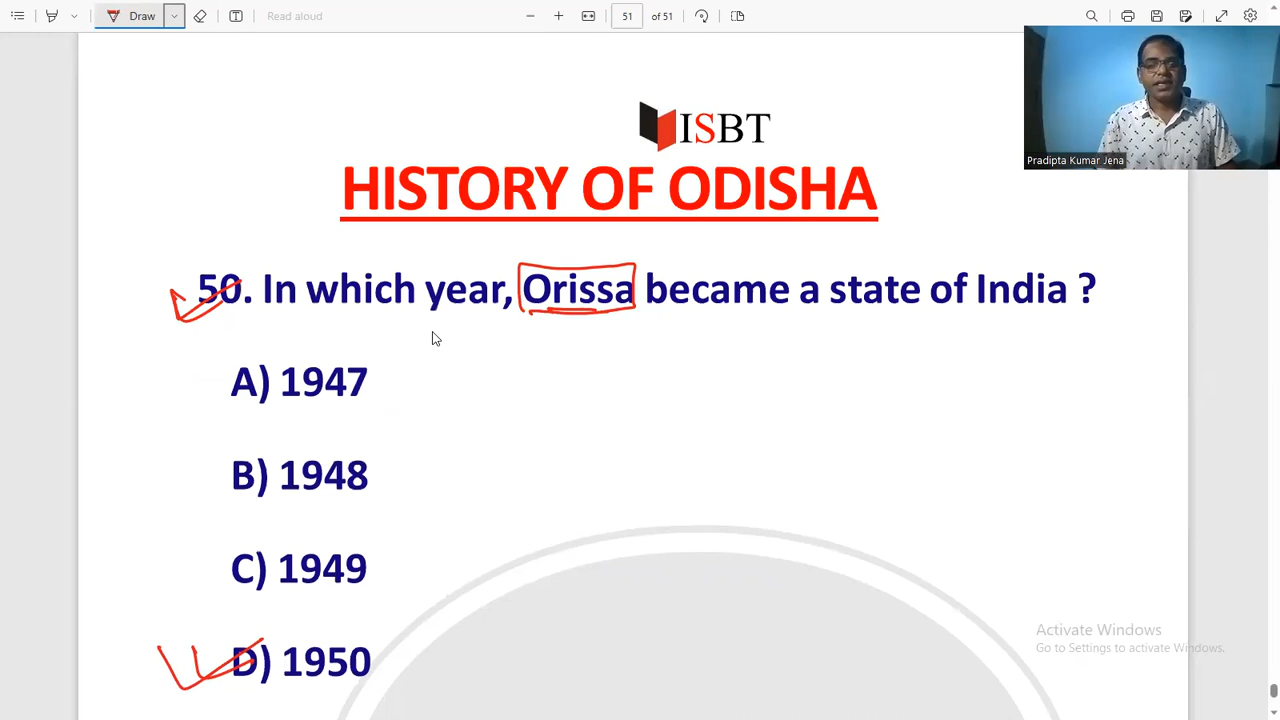 Draw
Read aloud
51
of 51
ISBT
HISTORY OF ODISHA
Pradipta Kumar Jena
50. In which year, Orissa became a state of India ?
A) 1947
B) 1948
C) 1949
D) 1950
Activate Windows
Go to Settings to activate Windows.